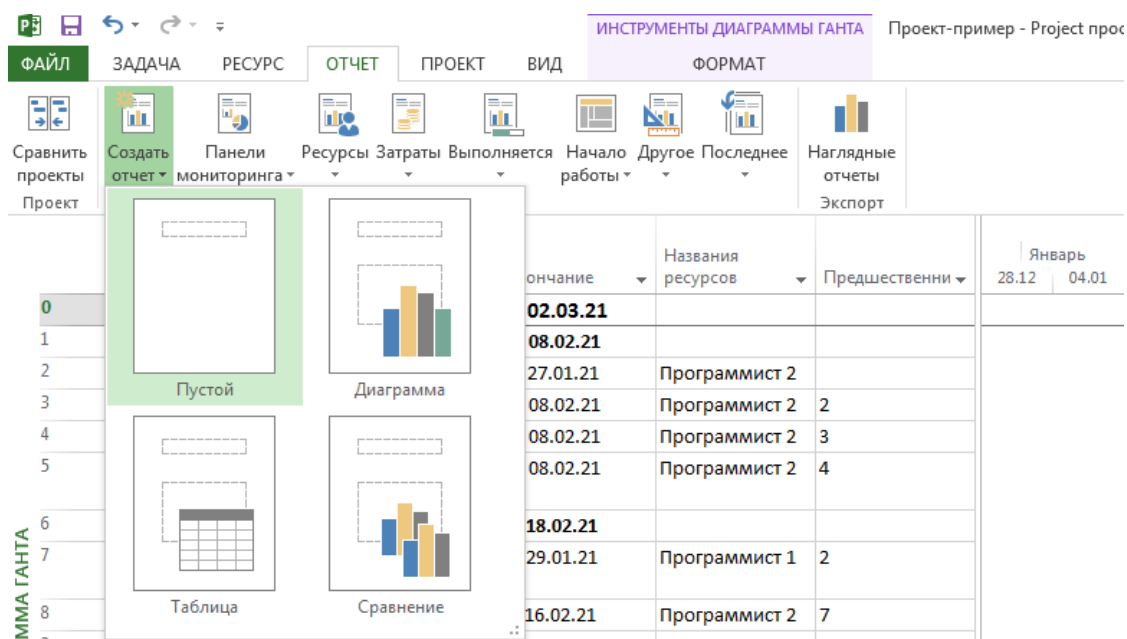 ИНСТРУМЕНТЫ ДИАГРАММЫ ГАНТА Проект-пример - Project прос
ФАЙЛ ЗАДАЧА РЕСУРС ОТЧЕТ ПРОЕКТ ВИД ФОРМАТ
Сравнить Создать Панели Ресурсы Затраты Выполняется Начало Другое Последнее Наглядные
проекты отчет мониторинга работы отчеты
Проект Экспорт
Названия Январь
ончание ресурсов Предшественни 28.12 04.01
0 02.03.21
1 08.02.21
2 27.01.21 Программист 2
Пустой Диаграмма
3 08.02.21 Программист 2 2
4 08.02.21 Программист 2 3
5 08.02.21 Программист 2 4
6 18.02.21
7 29.01.21 Программист 1 2
Таблица Сравнение
8 16.02.21 Программист 2 7
ММА ГАНТА